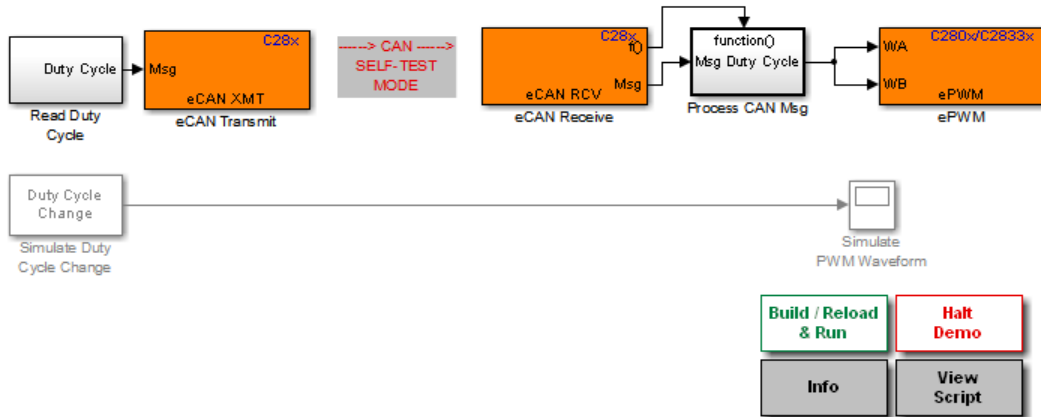 C28x
Duty Cycle
Msg
eCAN XMT
Read Duty
Cycle
eCAN Transmit
------> CAN ------>
SELF-TEST
MODE
C28x
f()
Msg
eCAN RCV
eCAN Receive
function()
Msg Duty Cycle
Process CAN Msg
C280x/C2833x
WA
WB
ePWM
ePWM
Duty Cycle
Change
Simulate Duty
Cycle Change
Simulate
PWM Waveform
Build / Reload
& Run
Halt
Demo
Info
View
Script